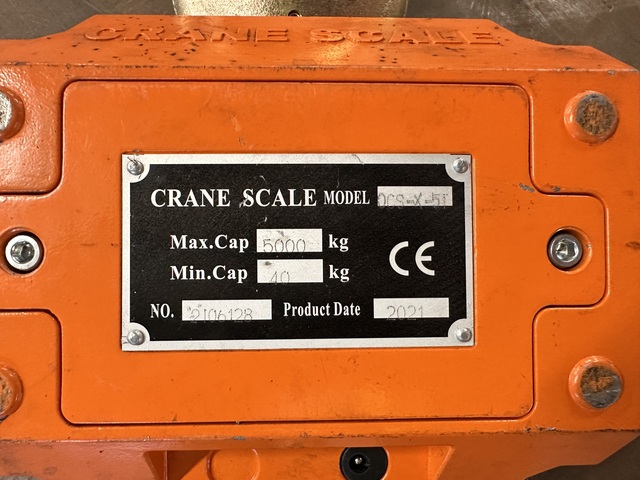 CRANE SCALE
CRANE SCALE MODEL OCS-X-5T
Max.Cap 5000 kg
Min.Cap 40 kg
CE
NO. 2106128 Product Date 2021